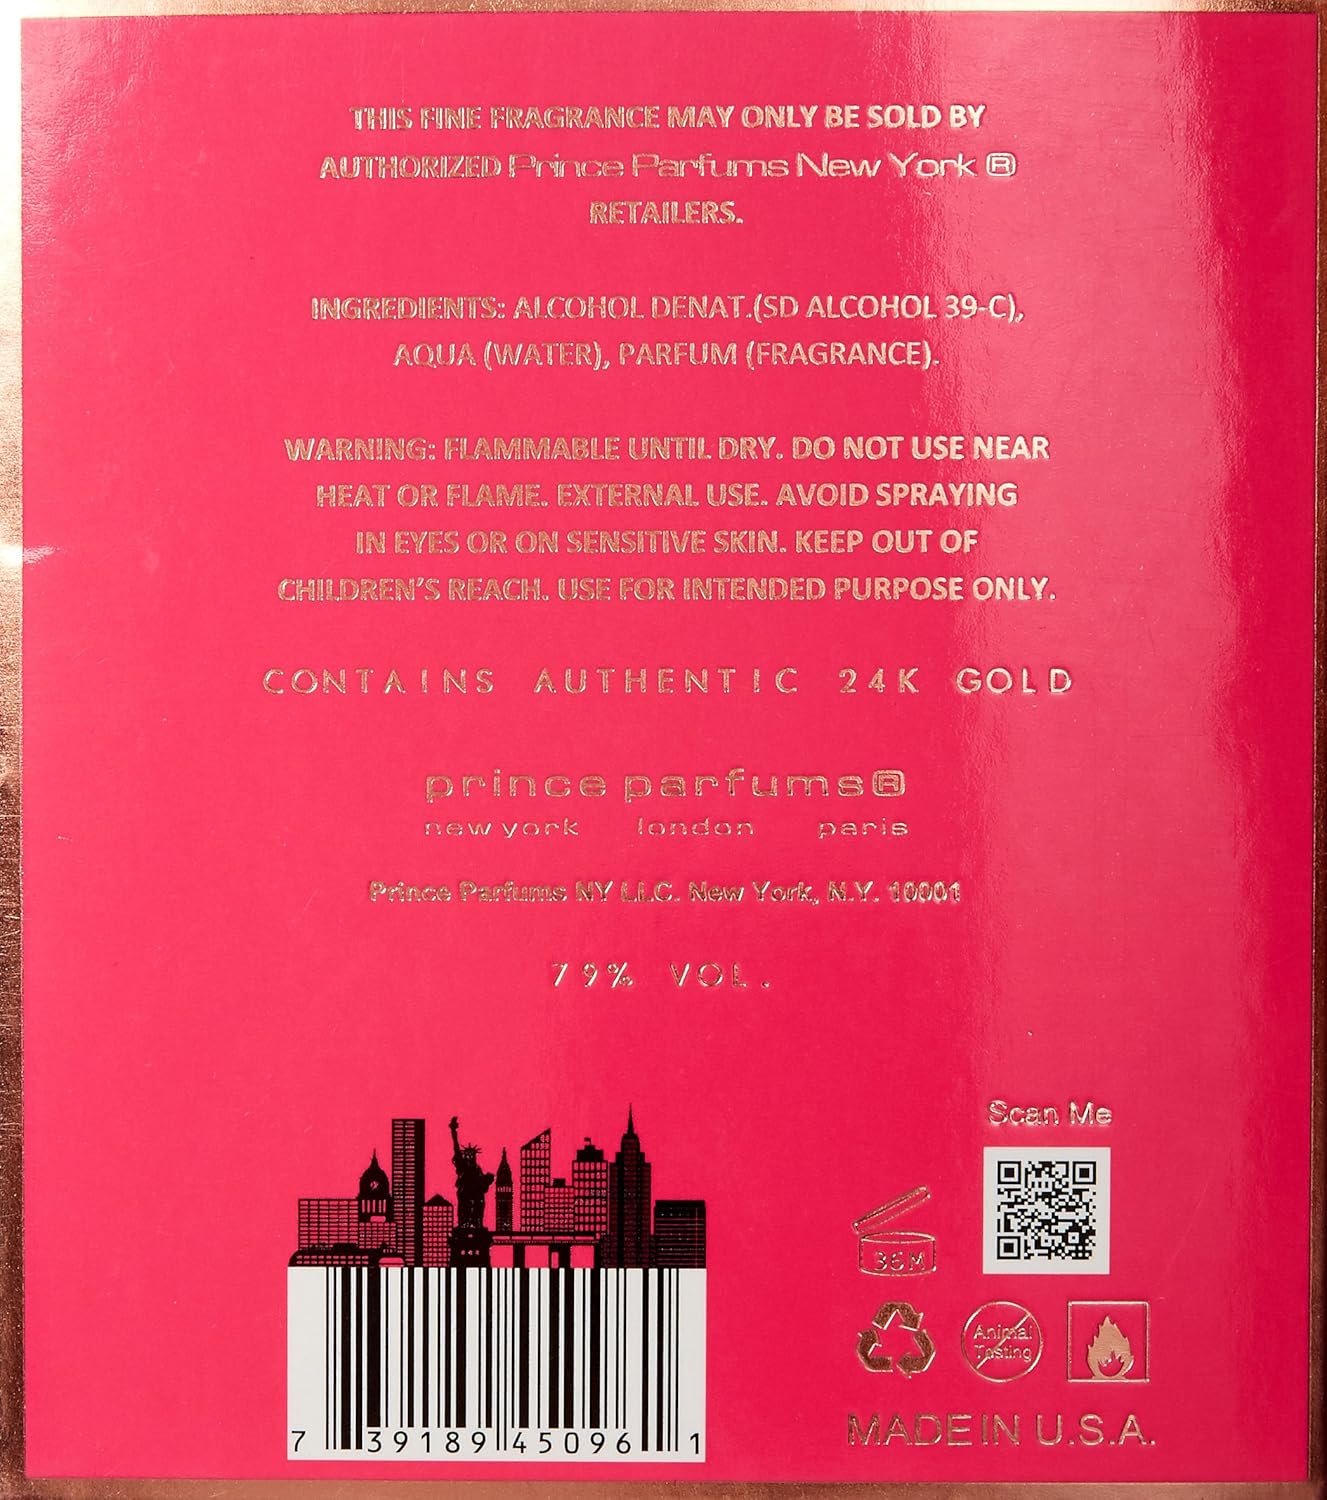 THIS FINE FRAGRANCE MAY ONLY BE SOLD BY
AUTHORIZED Prince Parfums New York ®
RETAILERS.
INGREDIENTS: ALCOHOL DENAT.(SD ALCOHOL 39-C),
AQUA (WATER), PARFUM (FRAGRANCE).
WARNING: FLAMMABLE UNTIL DRY. DO NOT USE NEAR
HEAT OR FLAME. EXTERNAL USE. AVOID SPRAYING
IN EYES OR ON SENSITIVE SKIN. KEEP OUT OF
CHILDREN'S REACH. USE FOR INTENDED PURPOSE ONLY.
CONTAINS AUTHENTIC 24K GOLD
prince parfums®
new york london paris
Prince Parfums NY LLC. New York, N.Y. 10001
79% VOL.
Scan Me
36M
Animal
Testing
MADE IN U.S.A.
7 39189 45096 1